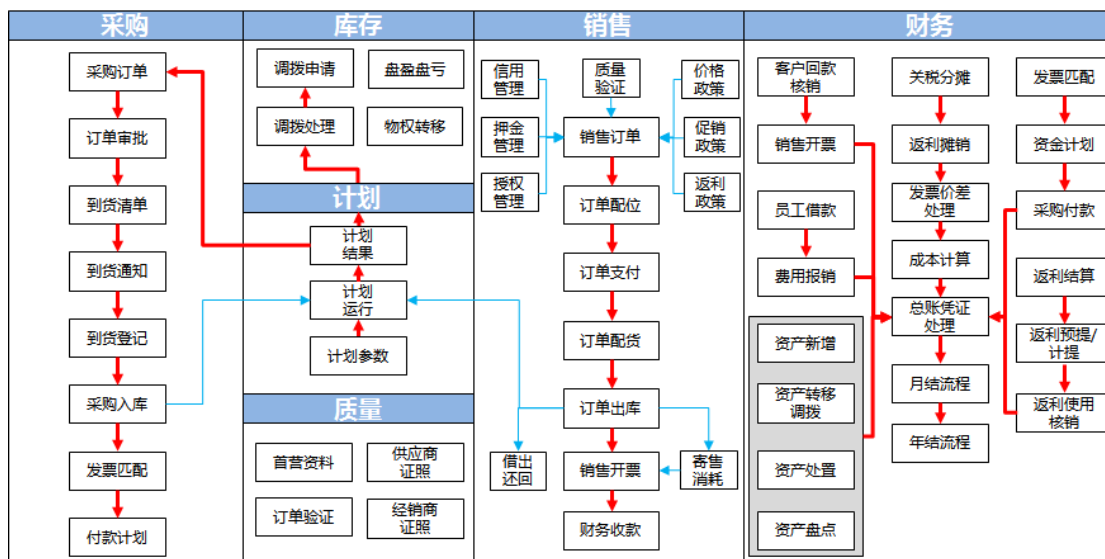 采购
采购订单
订单审批
到货清单
到货通知
到货登记
采购入库
发票匹配
付款计划
库存
调拨申请
盘盈盘亏
调拨处理
物权转移
计划
计划
结果
计划
运行
计划参数
质量
首营资料
供应商
证照
订单验证
经销商
证照
销售
信用
管理
质量
验证
价格
政策
押金
管理
销售订单
促销
政策
授权
管理
订单配位
返利
政策
订单支付
订单配货
订单出库
借出
还回
销售开票
寄售
消耗
财务收款
财务
客户回款
核销
销售开票
员工借款
费用报销
资产新增
资产转移
调拨
资产处置
资产盘点
关税分摊
返利摊销
发票价差
处理
成本计算
总账凭证
处理
月结流程
年结流程
发票匹配
资金计划
采购付款
返利结算
返利预提/
计提
返利使用
核销